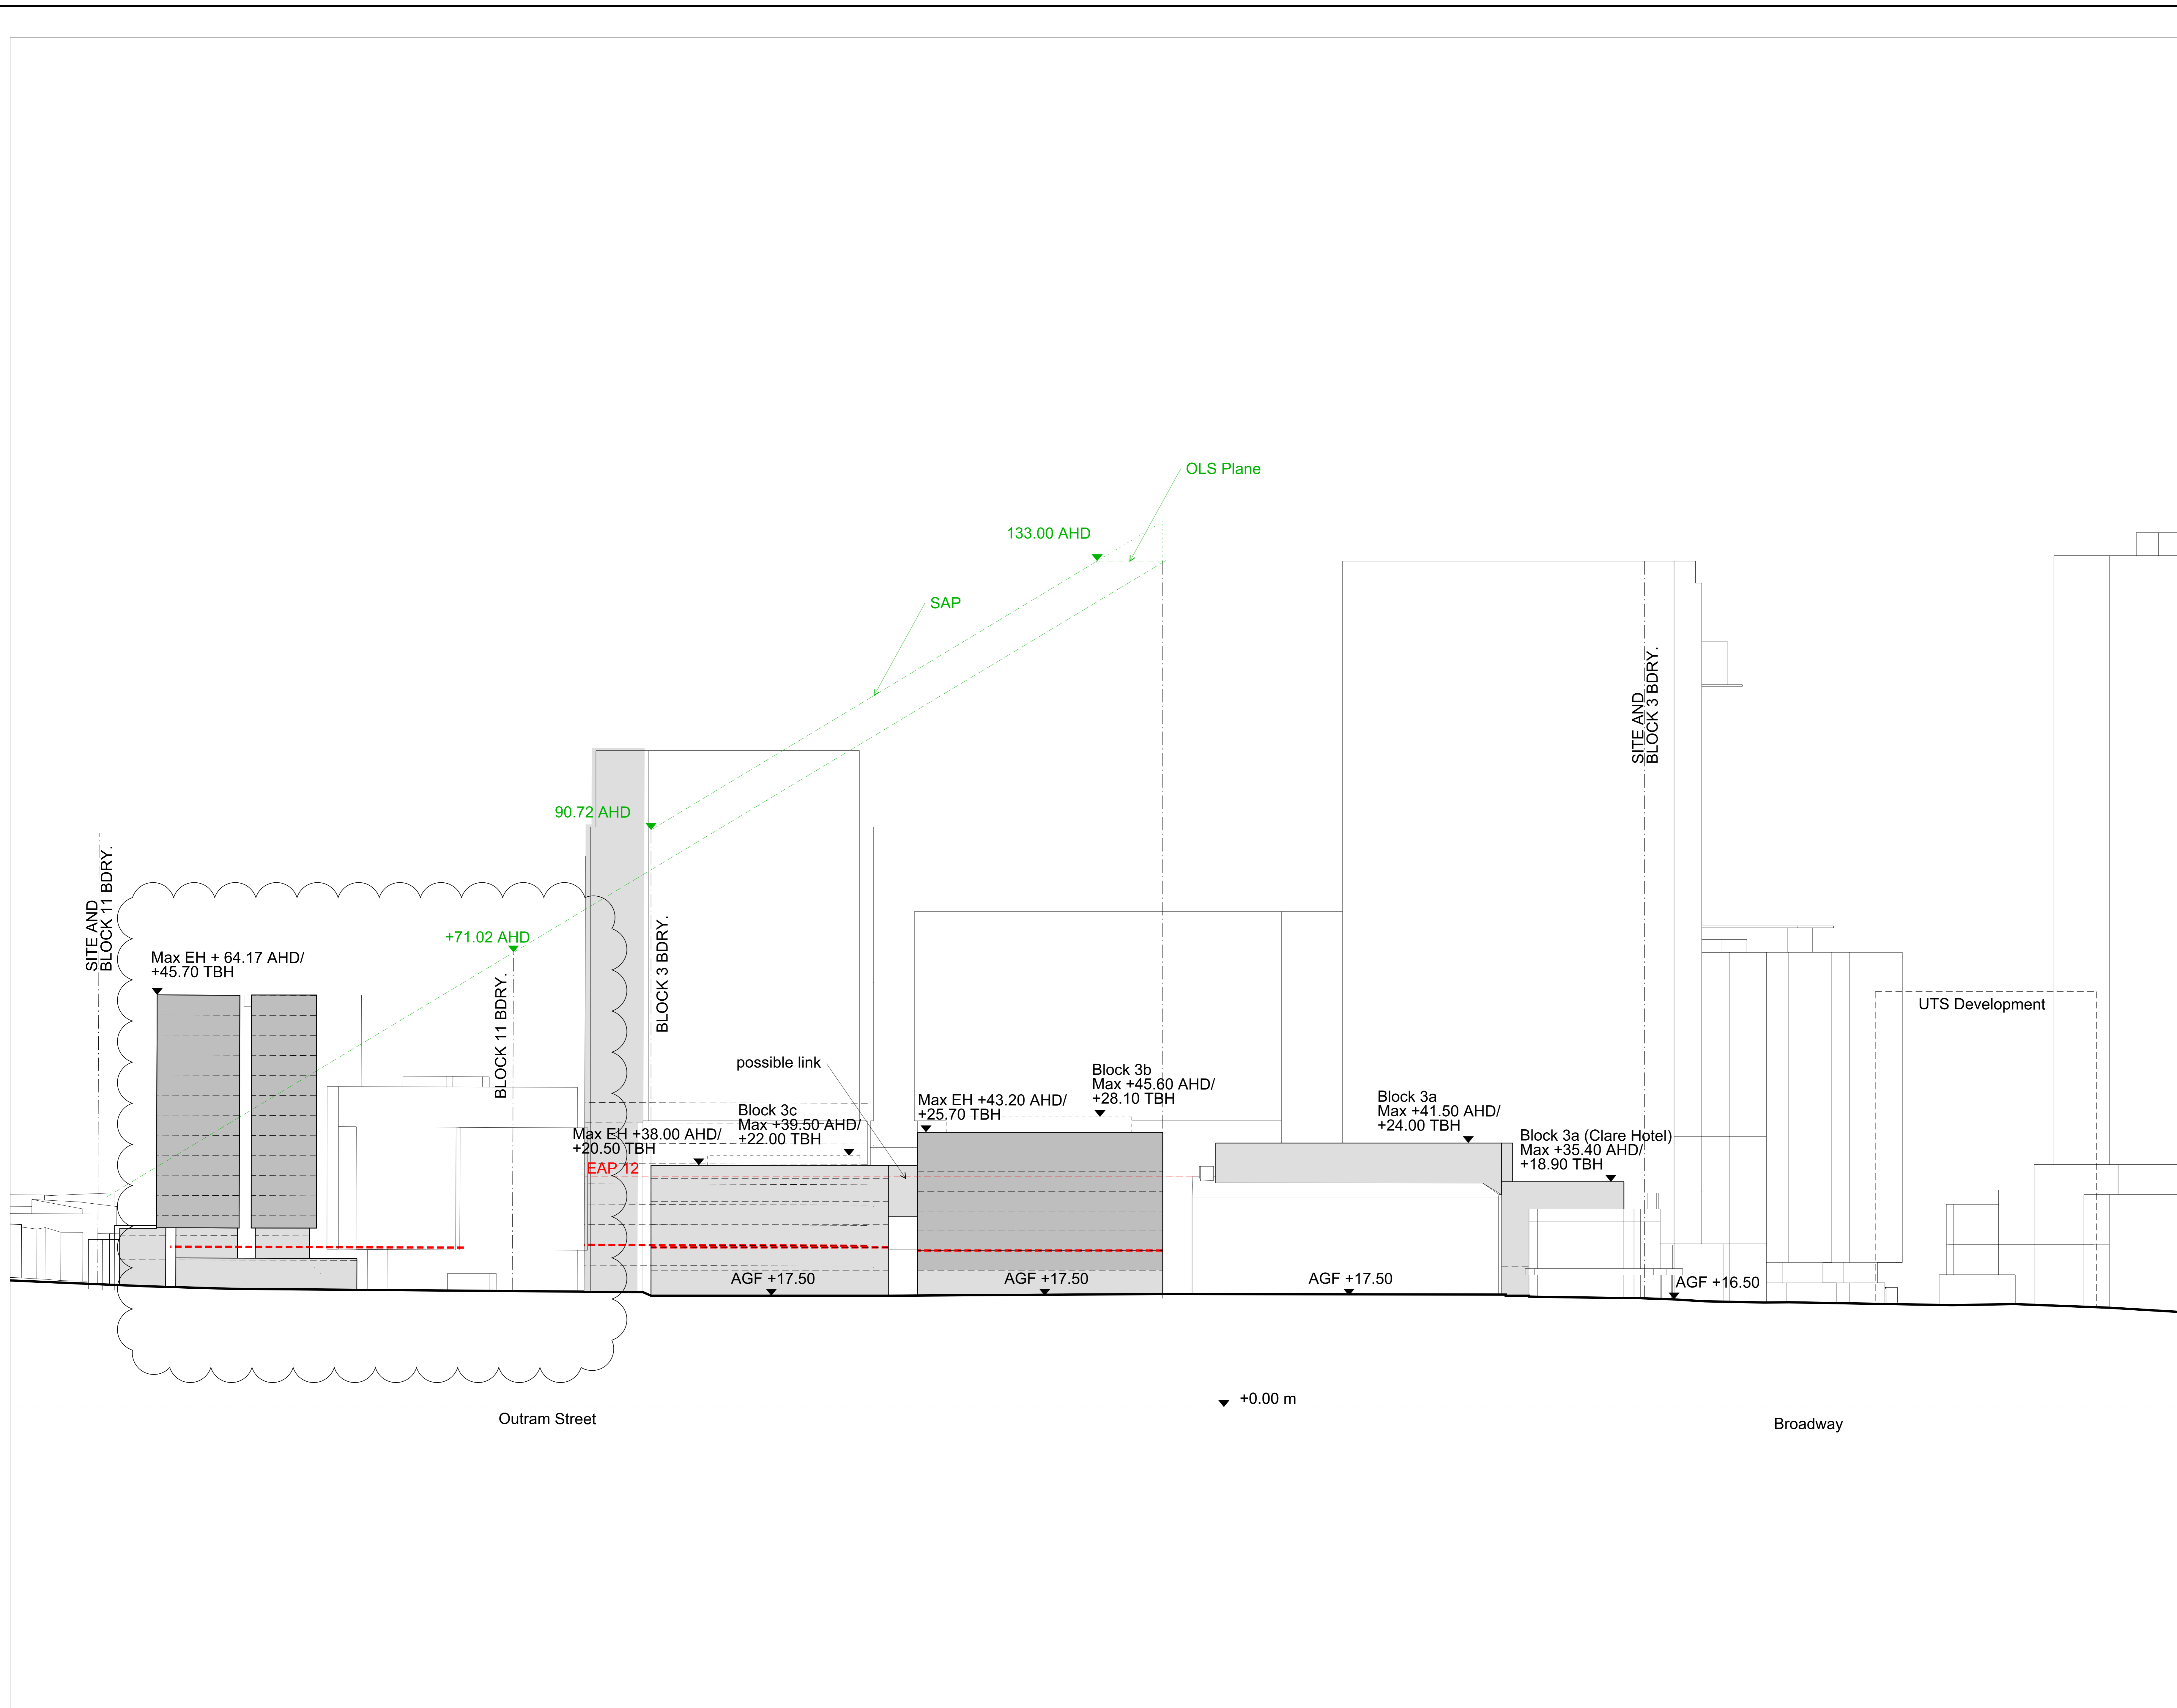 OLS Plane
133.00 AHD
SAP
SITE AND
BLOCK 3 BDRY.
90.72 AHD
SITE AND
BLOCK 11 BDRY.
+71.02 AHD
BLOCK 3 BDRY.
Max EH + 64.17 AHD/
+45.70 TBH
BLOCK 11 BDRY.
UTS Development
possible link
Block 3b
Max +45.60 AHD/
+28.10 TBH
Max EH +43.20 AHD/
+25.70 TBH
Block 3a
Max +41.50 AHD/
+24.00 TBH
Block 3c
Max +39.50 AHD/
+22.00 TBH
Max EH +38.00 AHD/
+20.50 TBH
Block 3a (Clare Hotel)
Max +35.40 AHD/
+18.90 TBH
EAP 12
AGF +17.50
AGF +17.50
AGF +17.50
AGF +16.50
+0.00 m
Outram Street
Broadway